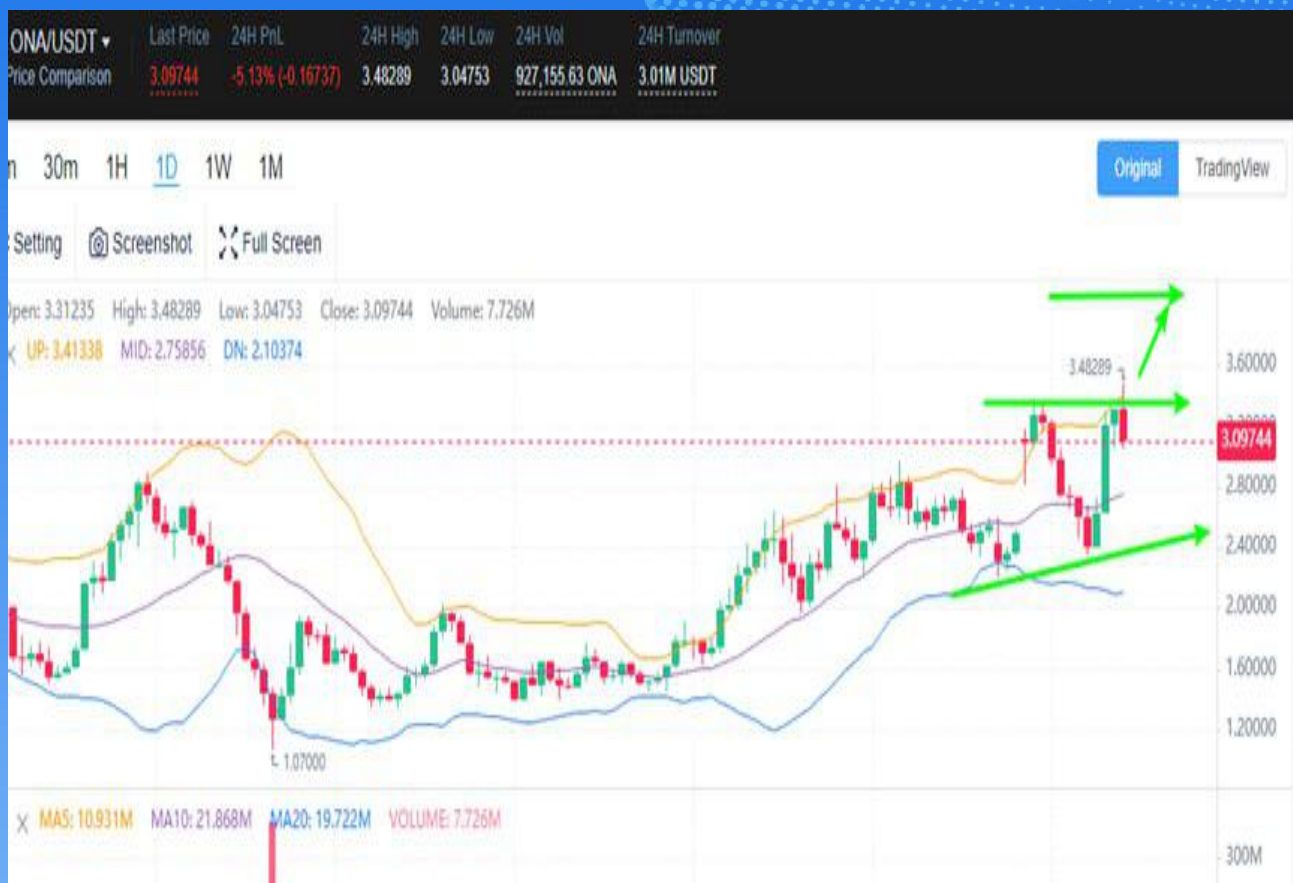 ONA/USDT Last Price 24H PnL 24H High 24H Low 24H Vol 24H Turnover
Price Comparison 3.09744 -5.13% (-0.16737) 3.48289 3.04753 927,155.63 ONA 3.01M USDT
30m 1H 1D 1W 1M Original TradingView
Setting Screenshot Full Screen
Open: 3.31235 High: 3.48289 Low: 3.04753 Close: 3.09744 Volume: 7.726M
UP: 3.41338 MID: 2.75856 DN: 2.10374
3.48289
3.60000
3.09744
2.80000
2.40000
2.00000
1.60000
1.20000
1.07000
MA5: 10.931M MA10: 21.868M MA20: 19.722M VOLUME: 7.726M
300M